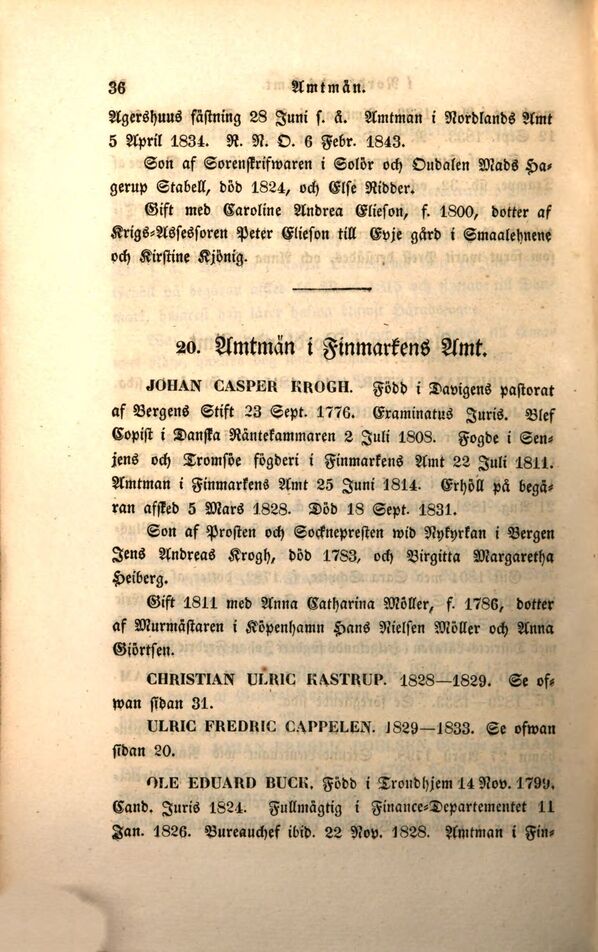 36 Amtmän.
Agershuus fästning 28 Juni s. å. Amtman i Nordlands Amt
5 April 1834. R. N. O. 6 Febr. 1843.
Son af Sorenskrifwaren i Solör och Oudalen Mads Ha-
gerup Stabell, död 1824, och Else Ridder.
Gift med Caroline Andrea Elieson, f. 1800, dotter af
Krigs-Assessoren Peter Elieson till Evje gård i Smaalehnene
och Kirstine Kjönig.
20. Amtmän i Finmarkens Amt.
JOHAN CASPER KROGH. Född i Davigens pastorat
af Bergens Stift 23 Sept. 1776. Examinatus Juris. Blef
Copist i Danska Räntekammaren 2 Juli 1808. Fogde i Sen-
jens och Tromsöe fögderi i Finmarkens Amt 22 Juli 1811.
Amtman i Finmarkens Amt 25 Juni 1814. Erhöll på begä-
ran afsked 5 Mars 1828. Död 18 Sept. 1831.
Son af Prosten och Sockneprestен wid Nykyrkan i Bergen
Jens Andreas Krogh, död 1783, och Birgitta Margaretha
Heiberg.
Gift 1811 med Anna Catharina Möller, f. 1786, dotter
af Murmästaren i Köpenhamn Hans Nielsen Möller och Anna
Giörtsen.
CHRISTIAN ULRIC KASTRUP. 1828—1829. Se of-
wan sidan 31.
ULRIC FREDRIC CAPPELEN. 1829—1833. Se ofwan
sidan 20.
OLE EDUARD BUCK. Född i Trondhjem 14 Nov. 1799.
Cand. Juris 1824. Fullmägtig i Finance-Departementet 11
Jan. 1826. Bureauchef ibid. 22 Nov. 1828. Amtman i Fin-